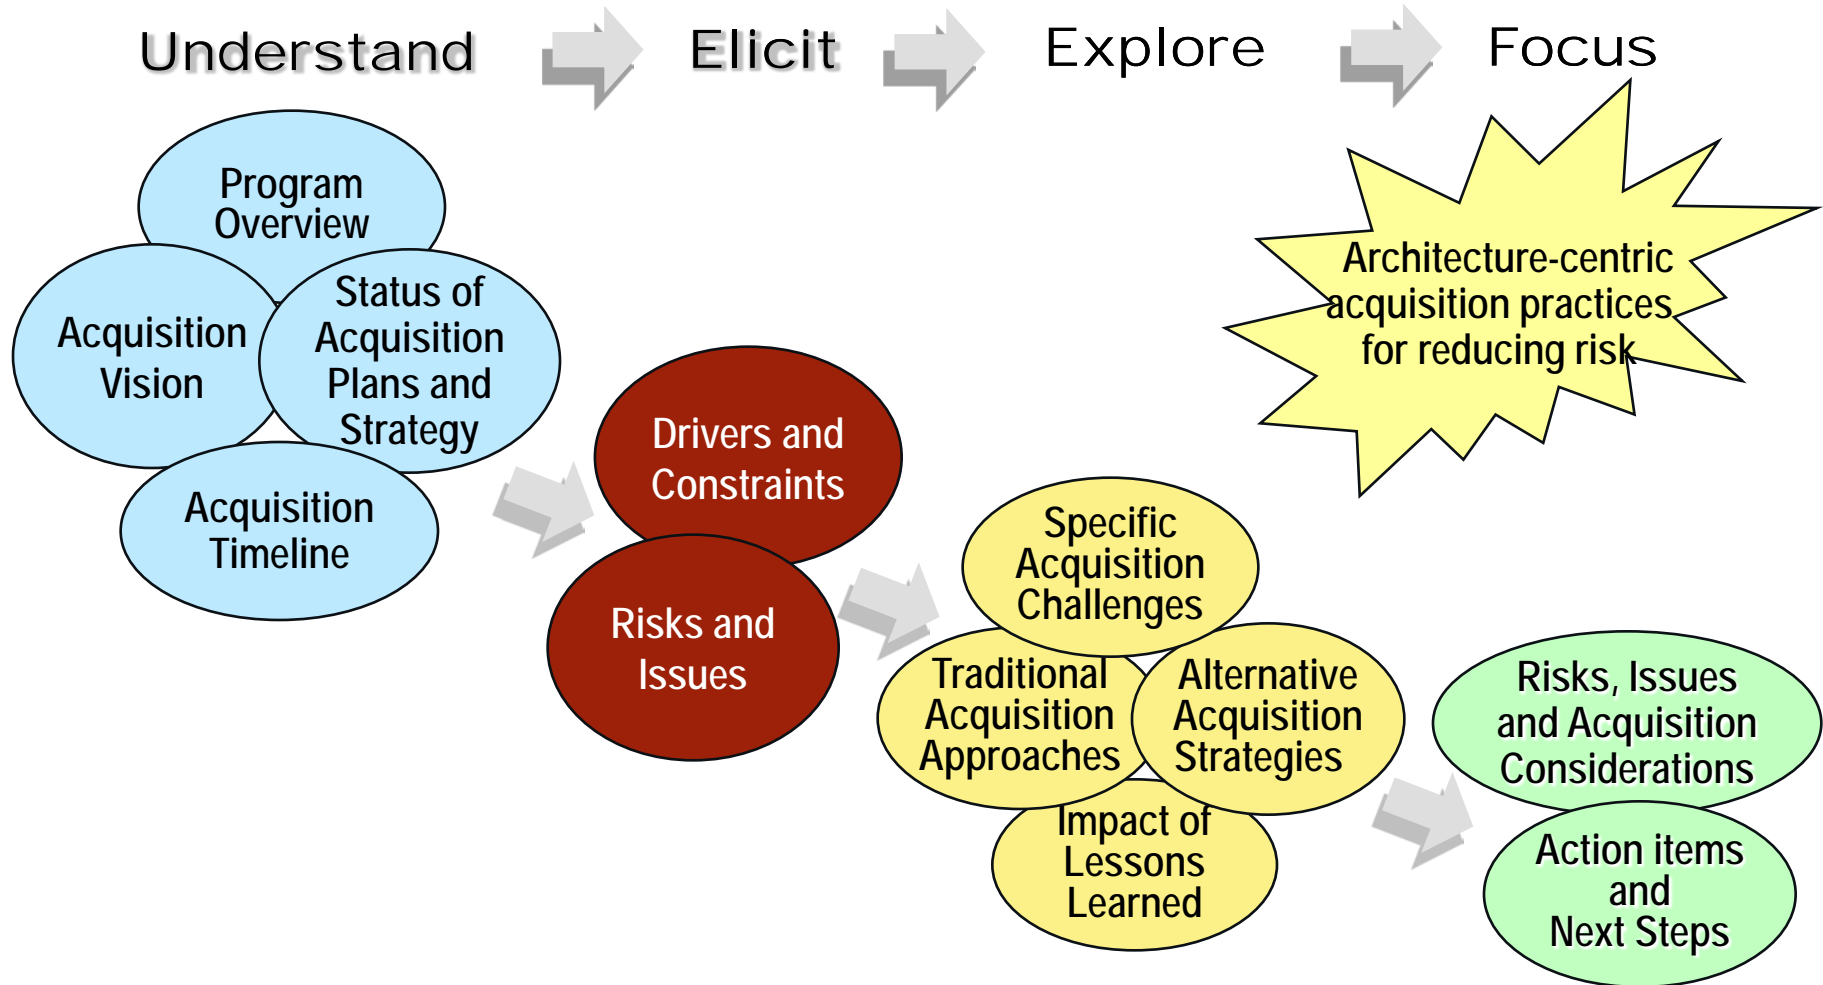 Understand
Elicit
Explore
Focus
Program
Overview
Acquisition
Vision
Status of
Acquisition
Plans and
Strategy
Acquisition
Timeline
Drivers and
Constraints
Risks and
Issues
Specific
Acquisition
Challenges
Traditional
Acquisition
Approaches
Alternative
Acquisition
Strategies
Impact of
Lessons
Learned
Architecture-centric
acquisition practices
for reducing risk
Risks, Issues
and Acquisition
Considerations
Action items
and
Next Steps